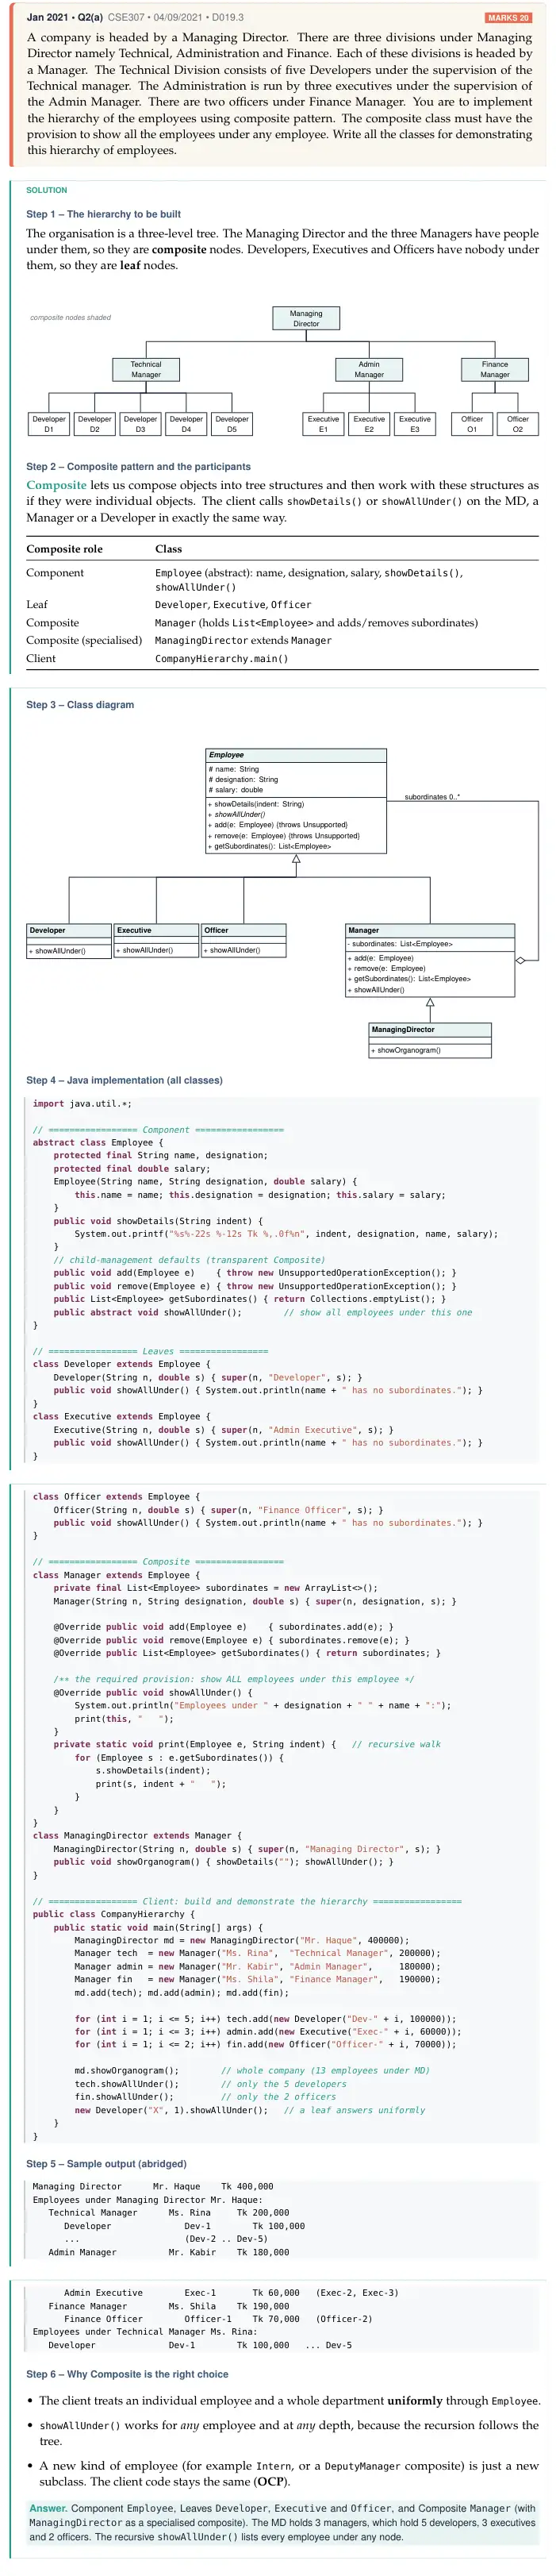 Jan 2021 • Q2(a) CSE307 • 04/09/2021 • D019.3 MARKS 20
A company is headed by a Managing Director. There are three divisions under Managing
Director namely Technical, Administration and Finance. Each of these divisions is headed by
a Manager. The Technical Division consists of five Developers under the supervision of the
Technical manager. The Administration is run by three executives under the supervision of
the Admin Manager. There are two officers under Finance Manager. You are to implement
the hierarchy of the employees using composite pattern. The composite class must have the
provision to show all the employees under any employee. Write all the classes for demonstrating
this hierarchy of employees.
SOLUTION
Step 1 – The hierarchy to be built
The organisation is a three-level tree. The Managing Director and the three Managers have people
under them, so they are composite nodes. Developers, Executives and Officers have nobody under
them, so they are leaf nodes.
composite nodes shaded
Managing
Director
Technical
Manager
Admin
Manager
Finance
Manager
Developer
D1
Developer
D2
Developer
D3
Developer
D4
Developer
D5
Executive
E1
Executive
E2
Executive
E3
Officer
O1
Officer
O2
Step 2 – Composite pattern and the participants
Composite lets us compose objects into tree structures and then work with these structures as
if they were individual objects. The client calls showDetails() or showAllUnder() on the MD, a
Manager or a Developer in exactly the same way.
Composite role Class
Component Employee (abstract): name, designation, salary, showDetails(),
showAllUnder()
Leaf Developer, Executive, Officer
Composite Manager (holds List<Employee> and adds/removes subordinates)
Composite (specialised) ManagingDirector extends Manager
Client CompanyHierarchy.main()
Step 3 – Class diagram
Employee
# name: String
# designation: String
# salary: double
+ showDetails(indent: String)
+ showAllUnder()
+ add(e: Employee) {throws Unsupported}
+ remove(e: Employee) {throws Unsupported}
+ getSubordinates(): List<Employee>
subordinates 0..*
Developer
+ showAllUnder()
Executive
+ showAllUnder()
Officer
+ showAllUnder()
Manager
- subordinates: List<Employee>
+ add(e: Employee)
+ remove(e: Employee)
+ getSubordinates(): List<Employee>
+ showAllUnder()
ManagingDirector
+ showOrganogram()
Step 4 – Java implementation (all classes)
import java.util.*;
// ================= Component =================
abstract class Employee {
protected final String name, designation;
protected final double salary;
Employee(String name, String designation, double salary) {
this.name = name; this.designation = designation; this.salary = salary;
}
public void showDetails(String indent) {
System.out.printf("%s%-22s %-12s Tk %,.0f%n", indent, designation, name, salary);
}
// child-management defaults (transparent Composite)
public void add(Employee e) { throw new UnsupportedOperationException(); }
public void remove(Employee e) { throw new UnsupportedOperationException(); }
public List<Employee> getSubordinates() { return Collections.emptyList(); }
public abstract void showAllUnder(); // show all employees under this one
}
// ================= Leaves =================
class Developer extends Employee {
Developer(String n, double s) { super(n, "Developer", s); }
public void showAllUnder() { System.out.println(name + " has no subordinates."); }
}
class Executive extends Employee {
Executive(String n, double s) { super(n, "Admin Executive", s); }
public void showAllUnder() { System.out.println(name + " has no subordinates."); }
}
class Officer extends Employee {
Officer(String n, double s) { super(n, "Finance Officer", s); }
public void showAllUnder() { System.out.println(name + " has no subordinates."); }
}
// ================= Composite =================
class Manager extends Employee {
private final List<Employee> subordinates = new ArrayList<>();
Manager(String n, String designation, double s) { super(n, designation, s); }
@Override public void add(Employee e) { subordinates.add(e); }
@Override public void remove(Employee e) { subordinates.remove(e); }
@Override public List<Employee> getSubordinates() { return subordinates; }
/** the required provision: show ALL employees under this employee */
@Override public void showAllUnder() {
System.out.println("Employees under " + designation + " " + name + ":");
print(this, "   ");
}
private static void print(Employee e, String indent) { // recursive walk
for (Employee s : e.getSubordinates()) {
s.showDetails(indent);
print(s, indent + "   ");
}
}
}
class ManagingDirector extends Manager {
ManagingDirector(String n, double s) { super(n, "Managing Director", s); }
public void showOrganogram() { showDetails(""); showAllUnder(); }
}
// ================= Client: build and demonstrate the hierarchy =================
public class CompanyHierarchy {
public static void main(String[] args) {
ManagingDirector md = new ManagingDirector("Mr. Haque", 400000);
Manager tech = new Manager("Ms. Rina", "Technical Manager", 200000);
Manager admin = new Manager("Mr. Kabir", "Admin Manager", 180000);
Manager fin = new Manager("Ms. Shila", "Finance Manager", 190000);
md.add(tech); md.add(admin); md.add(fin);
for (int i = 1; i <= 5; i++) tech.add(new Developer("Dev-" + i, 100000));
for (int i = 1; i <= 3; i++) admin.add(new Executive("Exec-" + i, 60000));
for (int i = 1; i <= 2; i++) fin.add(new Officer("Officer-" + i, 70000));
md.showOrganogram(); // whole company (13 employees under MD)
tech.showAllUnder(); // only the 5 developers
fin.showAllUnder(); // only the 2 officers
new Developer("X", 1).showAllUnder(); // a leaf answers uniformly
}
}
Step 5 – Sample output (abridged)
Managing Director Mr. Haque Tk 400,000
Employees under Managing Director Mr. Haque:
Technical Manager Ms. Rina Tk 200,000
Developer Dev-1 Tk 100,000
... (Dev-2 .. Dev-5)
Admin Manager Mr. Kabir Tk 180,000
Admin Executive Exec-1 Tk 60,000 (Exec-2, Exec-3)
Finance Manager Ms. Shila Tk 190,000
Finance Officer Officer-1 Tk 70,000 (Officer-2)
Employees under Technical Manager Ms. Rina:
Developer Dev-1 Tk 100,000 ... Dev-5
Step 6 – Why Composite is the right choice
• The client treats an individual employee and a whole department uniformly through Employee.
• showAllUnder() works for any employee and at any depth, because the recursion follows the
tree.
• A new kind of employee (for example Intern, or a DeputyManager composite) is just a new
subclass. The client code stays the same (OCP).
Answer. Component Employee, Leaves Developer, Executive and Officer, and Composite Manager (with
ManagingDirector as a specialised composite). The MD holds 3 managers, which hold 5 developers, 3 executives
and 2 officers. The recursive showAllUnder() lists every employee under any node.